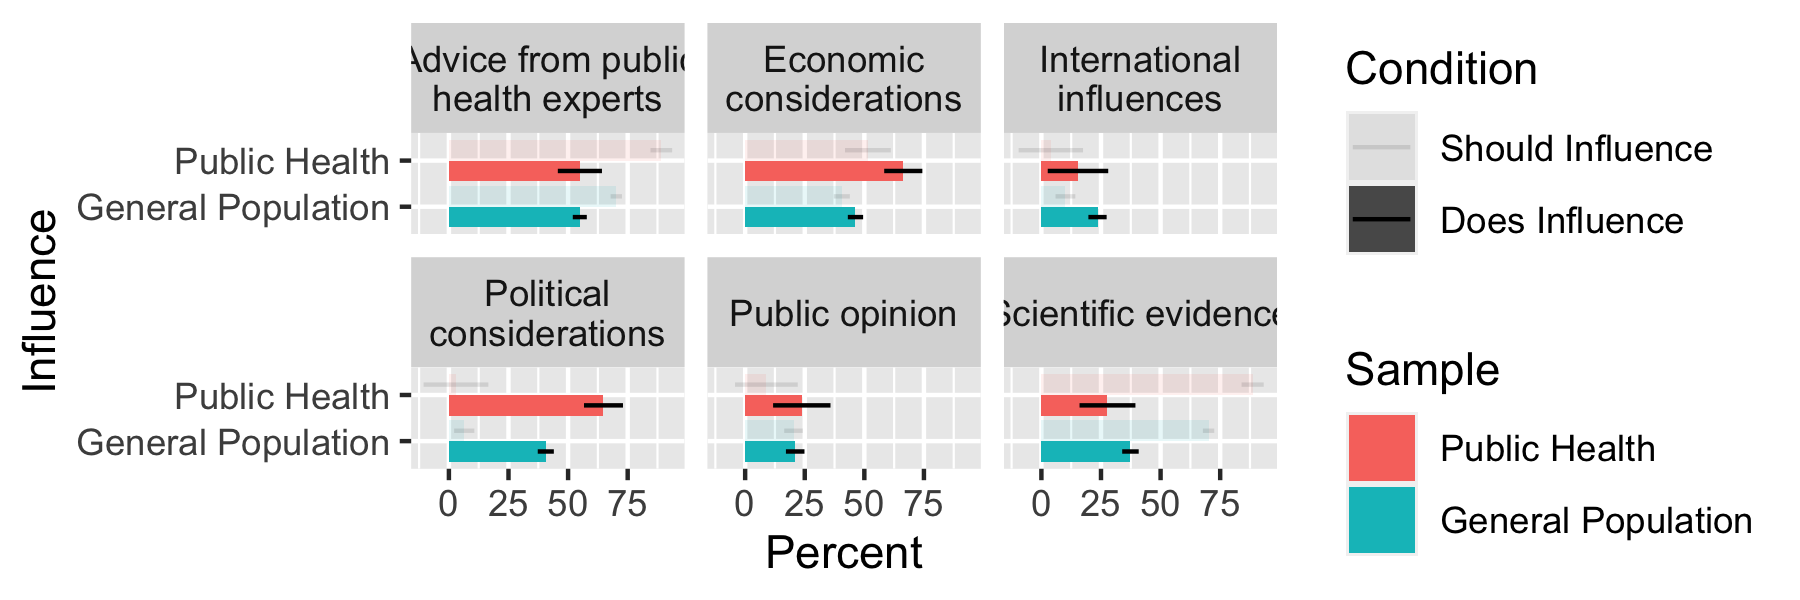 Advice from public
health experts
Economic
considerations
International
influences
Public Health
General Population
Political
considerations
Public opinion
Scientific evidence
Public Health
General Population
0 25 50 75
0 25 50 75
0 25 50 75
Percent
Influence
Condition
Should Influence
Does Influence
Sample
Public Health
General Population